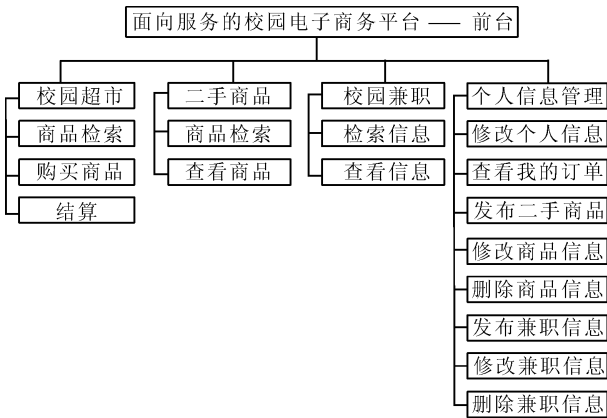 面向服务的校园电子商务平台 — 前台
校园超市
商品检索
购买商品
结算
二手商品
商品检索
查看商品
校园兼职
检索信息
查看信息
个人信息管理
修改个人信息
查看我的订单
发布二手商品
修改商品信息
删除商品信息
发布兼职信息
修改兼职信息
删除兼职信息